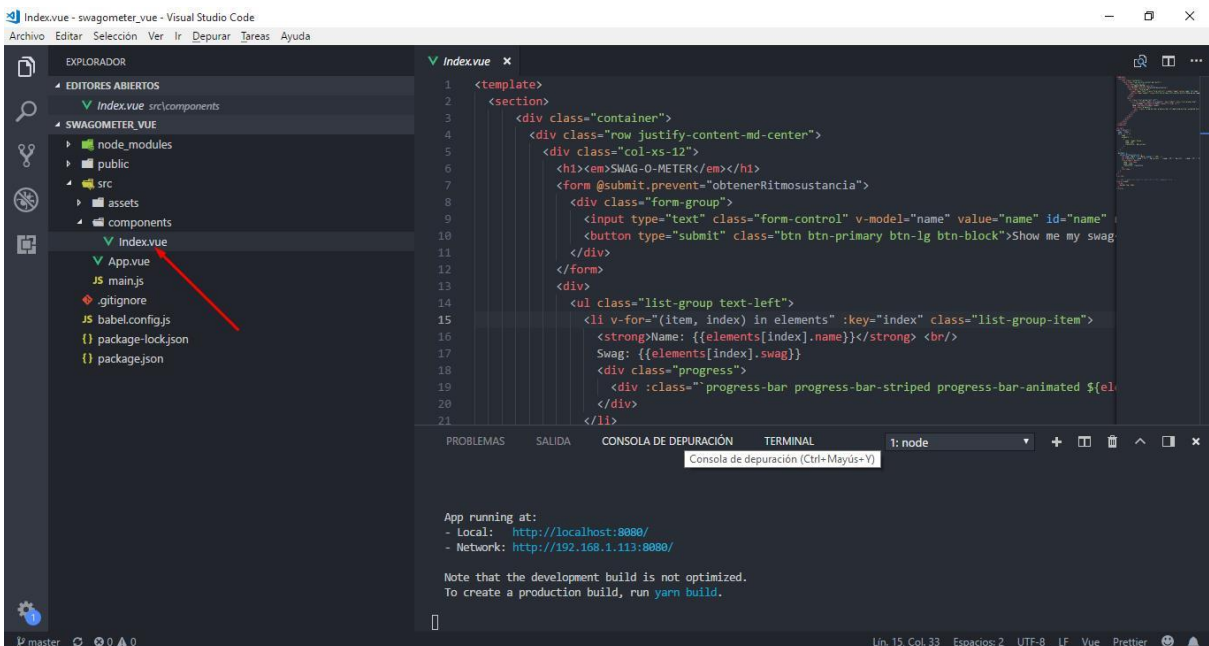 Index.vue - swagometer_vue - Visual Studio Code
Archivo Editar Selección Ver Ir Depurar Tareas Ayuda
EXPLORADOR
EDITORES ABIERTOS
Index.vue src\components
SWAGOMETER_VUE
node_modules
public
src
assets
components
Index.vue
App.vue
JS main.js
.gitignore
JS babel.config.js
{} package-lock.json
{} package.json
1
Index.vue
1 <template>
2 <section>
3 <div class="container">
4 <div class="row justify-content-md-center">
5 <div class="col-xs-12">
6 <h1><em>SWAG-O-METER</em></h1>
7 <form @submit.prevent="obtenerRitmosustancia">
8 <div class="form-group">
9 <input type="text" class="form-control" v-model="name" value="name" id="name"
10 <button type="submit" class="btn btn-primary btn-lg btn-block">Show me my swag
11 </div>
12 </form>
13 <div>
14 <ul class="list-group text-left">
15 <li v-for="(item, index) in elements" :key="index" class="list-group-item">
16 <strong>Name: {{elements[index].name}}</strong> <br/>
17 Swag: {{elements[index].swag}}
18 <div class="progress">
19 <div :class="`progress-bar progress-bar-striped progress-bar-animated ${el
20 </div>
21 </li>
PROBLEMAS SALIDA CONSOLA DE DEPURACIÓN TERMINAL 1: node
Consola de depuración (Ctrl+Mayús+Y)
App running at:
- Local: http://localhost:8080/
- Network: http://192.168.1.113:8080/
Note that the development build is not optimized.
To create a production build, run yarn build.
master 0 0 Lín. 15, Col. 33 Espacios: 2 UTF-8 LF Vue Prettier